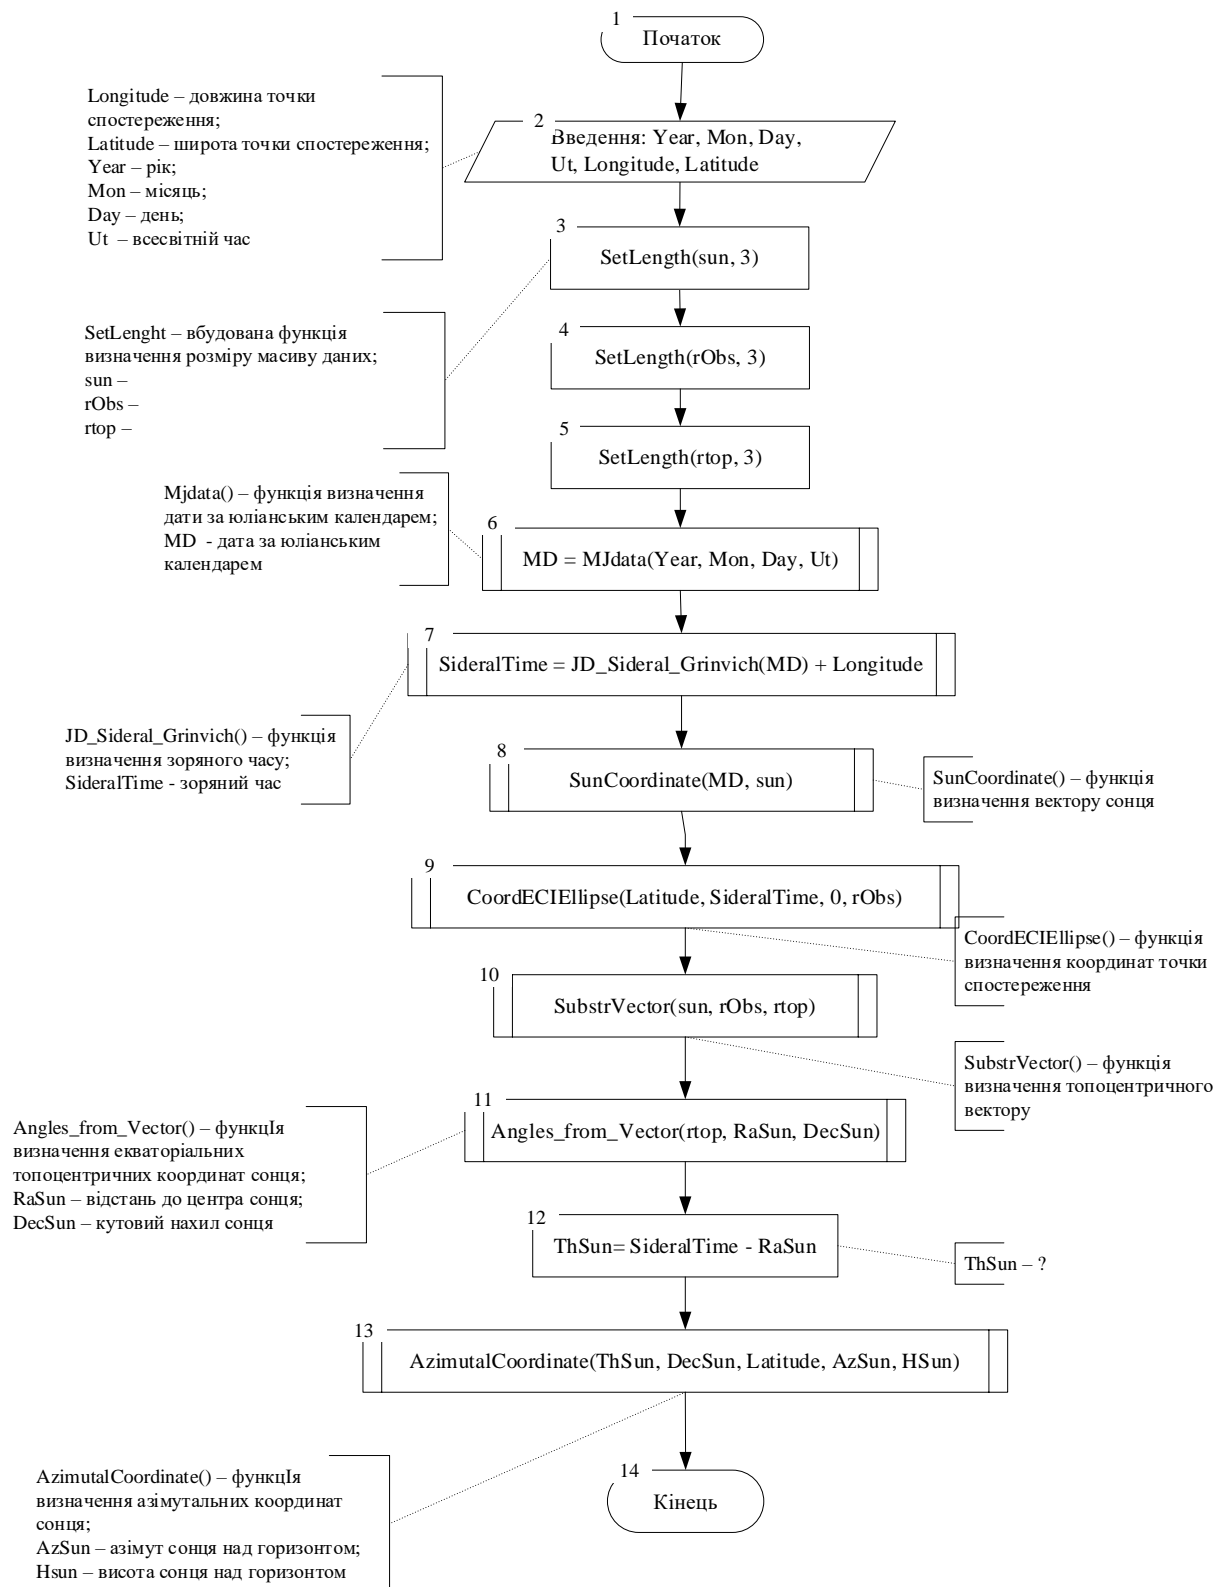 1
Початок
Longitude – довжина точки
спостереження;
Latitude – широта точки спостереження;
Year – рік;
Mon – місяць;
Day – день;
Ut – всесвітній час
2
Введення: Year, Mon, Day,
Ut, Longitude, Latitude
3
SetLength(sun, 3)
SetLenght – вбудована функція
визначення розміру масиву даних;
sun –
rObs –
rtop –
4
SetLength(rObs, 3)
5
SetLength(rtop, 3)
Mjdata() – функція визначення
дати за юліанським календарем;
MD - дата за юліанським
календарем
6
MD = MJdata(Year, Mon, Day, Ut)
7
SideralTime = JD_Sideral_Grinvich(MD) + Longitude
JD_Sideral_Grinvich() – функція
визначення зоряного часу;
SideralTime - зоряний час
8
SunCoordinate(MD, sun)
SunCoordinate() – функція
визначення вектору сонця
9
CoordECIEllipse(Latitude, SideralTime, 0, rObs)
CoordECIEllipse() – функція
визначення координат точки
спостереження
10
SubstrVector(sun, rObs, rtop)
SubstrVector() – функція
визначення топоцентричного
вектору
11
Angles_from_Vector(rtop, RaSun, DecSun)
Angles_from_Vector() – функцІя
визначення екваторіальних
топоцентричних координат сонця;
RaSun – відстань до центра сонця;
DecSun – кутовий нахил сонця
12
ThSun= SideralTime - RaSun
ThSun – ?
13
AzimutalCoordinate(ThSun, DecSun, Latitude, AzSun, HSun)
AzimutalCoordinate() – функцІя
визначення азімутальних координат
сонця;
AzSun – азімут сонця над горизонтом;
Hsun – висота сонця над горизонтом
14
Кінець